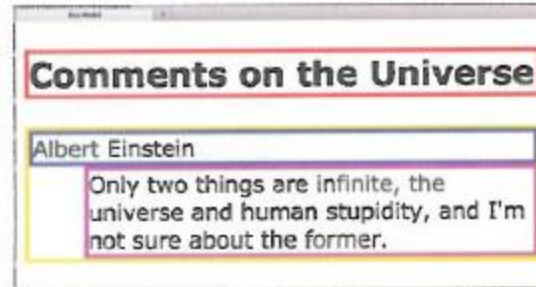 Comments on the Universe
Albert Einstein
Only two things are infinite, the
universe and human stupidity, and I'm
not sure about the former.